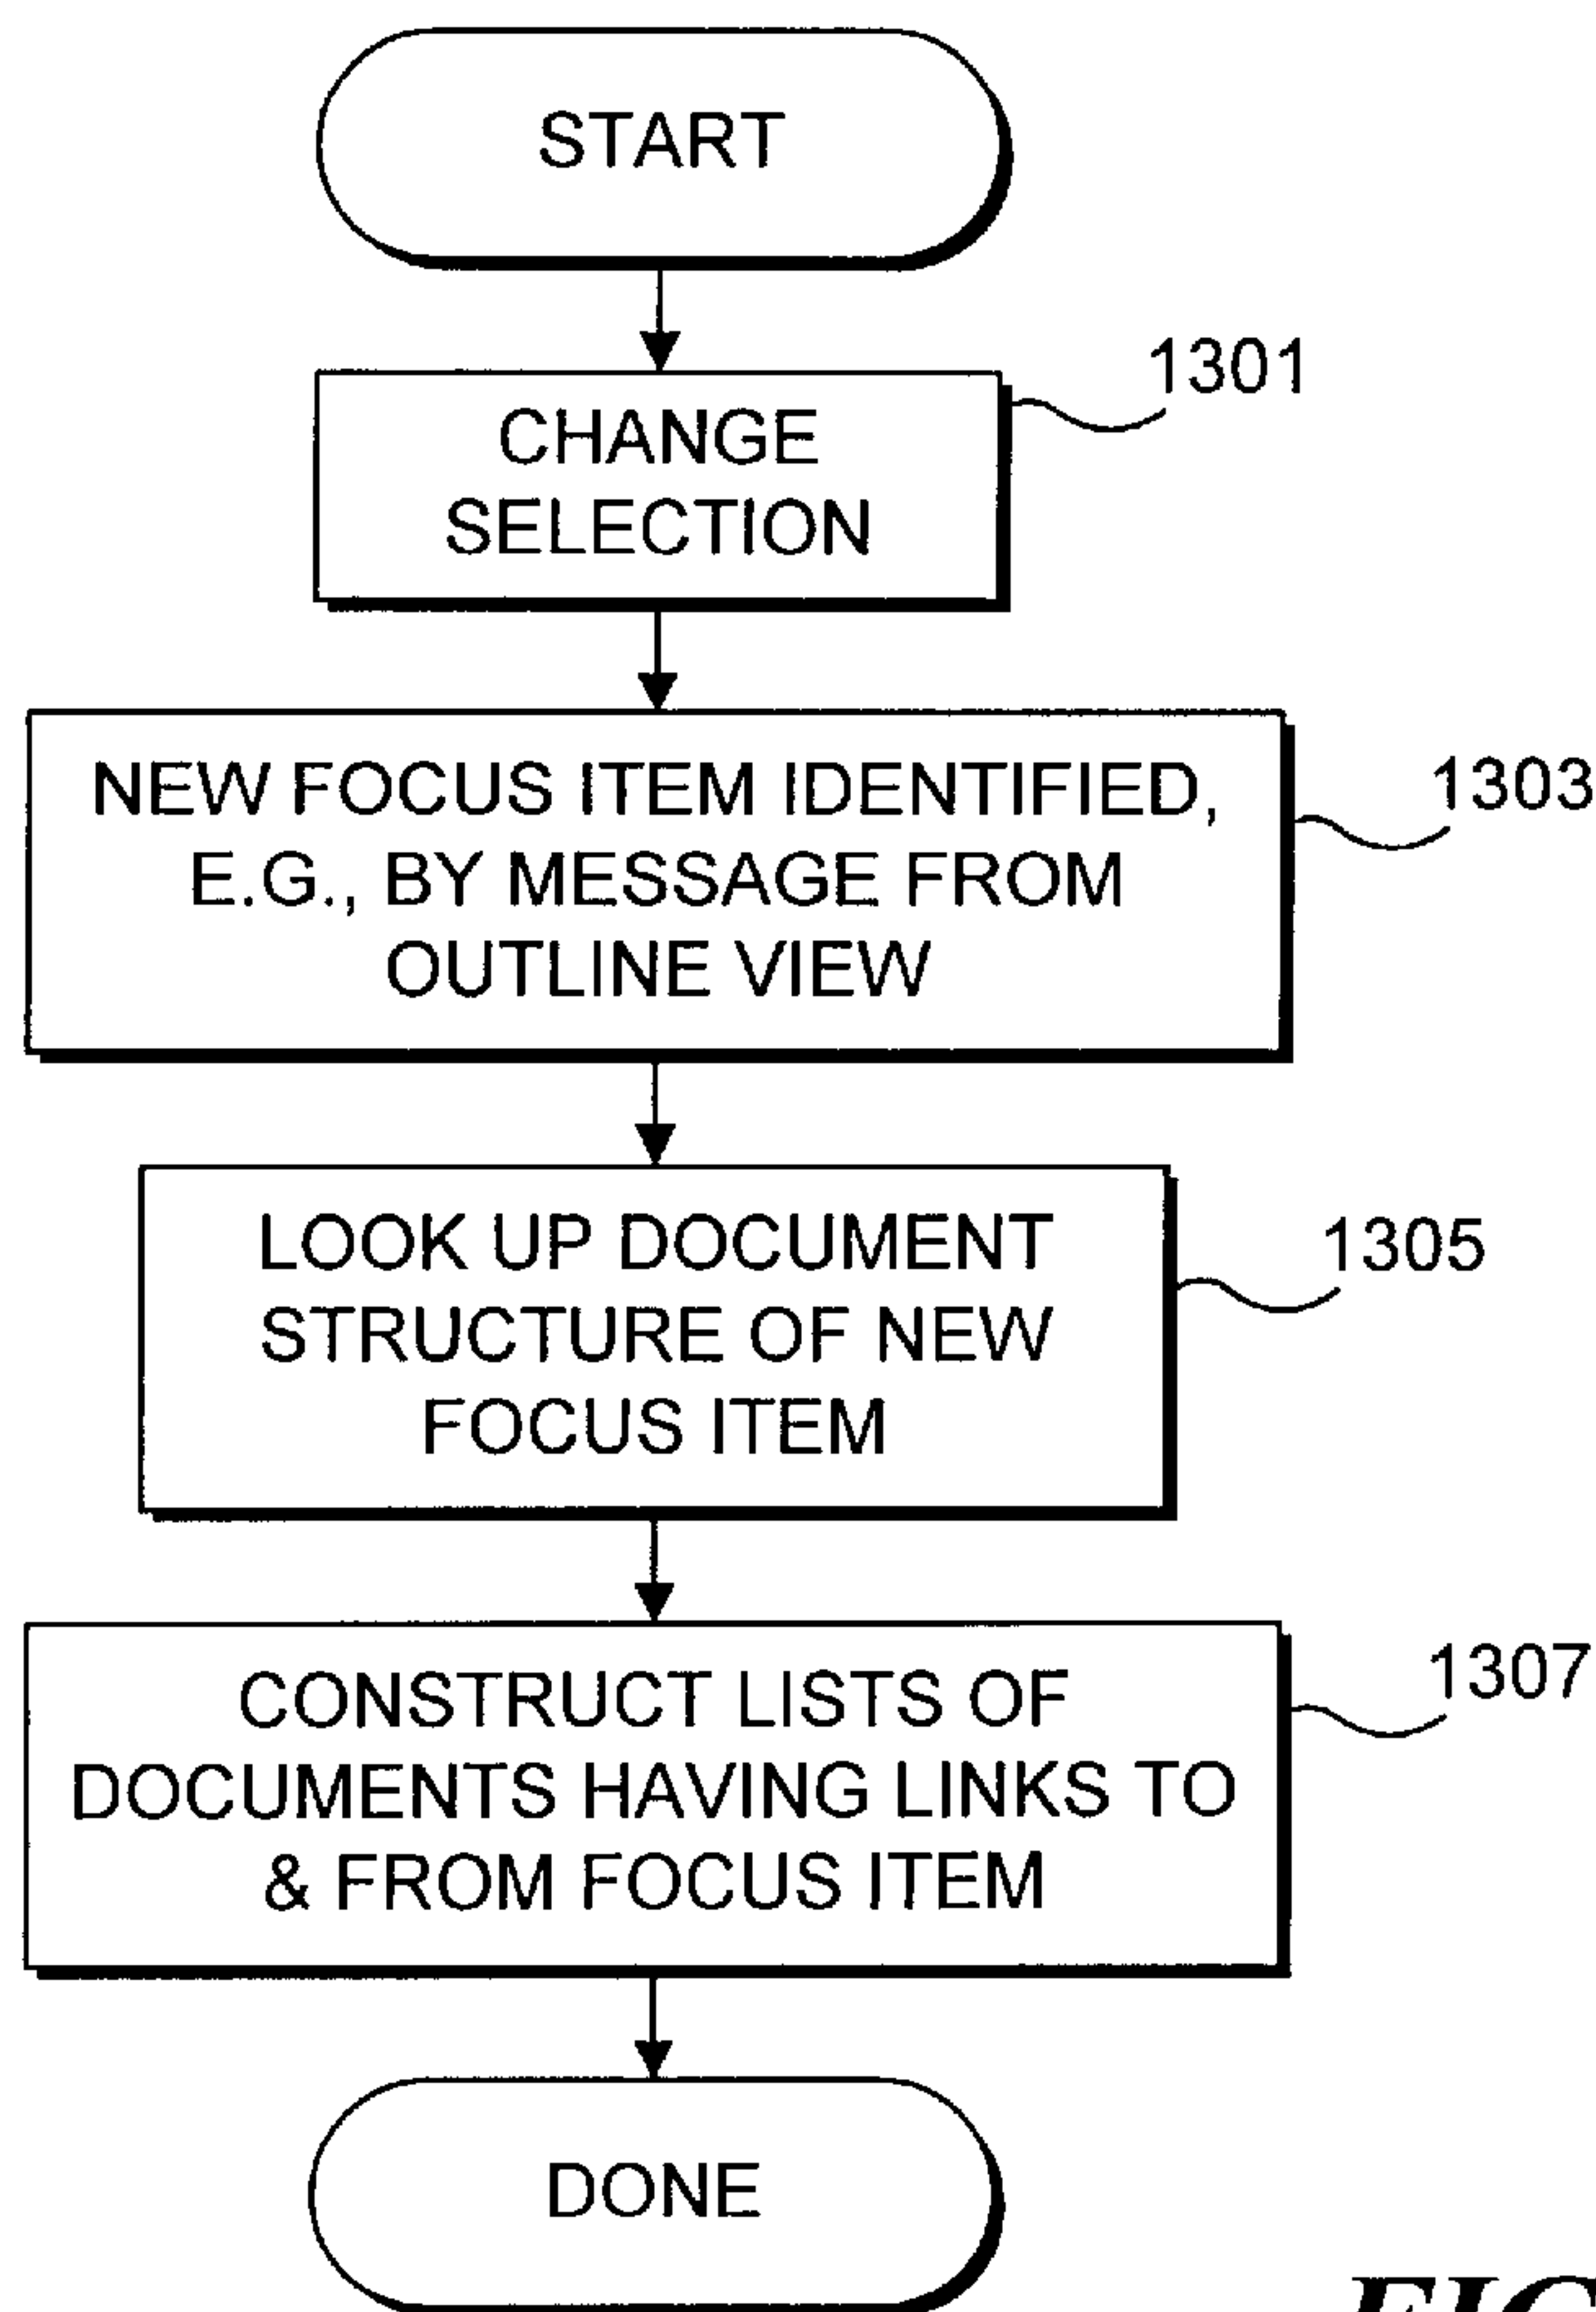 START
1301
CHANGE
SELECTION
1303
NEW FOCUS ITEM IDENTIFIED,
E.G., BY MESSAGE FROM
OUTLINE VIEW
1305
LOOK UP DOCUMENT
STRUCTURE OF NEW
FOCUS ITEM
1307
CONSTRUCT LISTS OF
DOCUMENTS HAVING LINKS TO
& FROM FOCUS ITEM
DONE